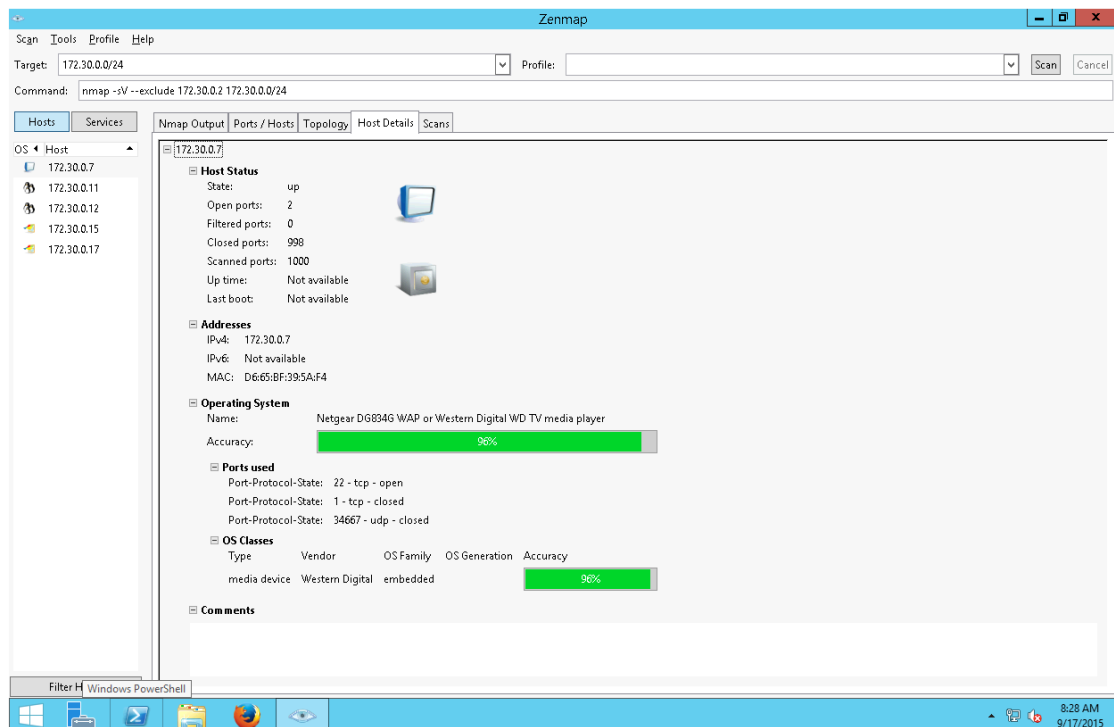 Zenmap
Scan Tools Profile Help
Target: 172.30.0.0/24 Profile: Scan Cancel
Command: nmap -sV --exclude 172.30.0.2 172.30.0.0/24
Hosts Services Nmap Output Ports / Hosts Topology Host Details Scans
OS Host
172.30.0.7
172.30.0.11
172.30.0.12
172.30.0.15
172.30.0.17
172.30.0.7
Host Status
State: up
Open ports: 2
Filtered ports: 0
Closed ports: 998
Scanned ports: 1000
Up time: Not available
Last boot: Not available
Addresses
IPv4: 172.30.0.7
IPv6: Not available
MAC: D6:65:BF:39:5A:F4
Operating System
Name: Netgear DG834G WAP or Western Digital WD TV media player
Accuracy: 96%
Ports used
Port-Protocol-State: 22 - tcp - open
Port-Protocol-State: 1 - tcp - closed
Port-Protocol-State: 34667 - udp - closed
OS Classes
Type Vendor OS Family OS Generation Accuracy
media device Western Digital embedded 96%
Comments
Filter H
Windows PowerShell
8:28 AM
9/17/2015